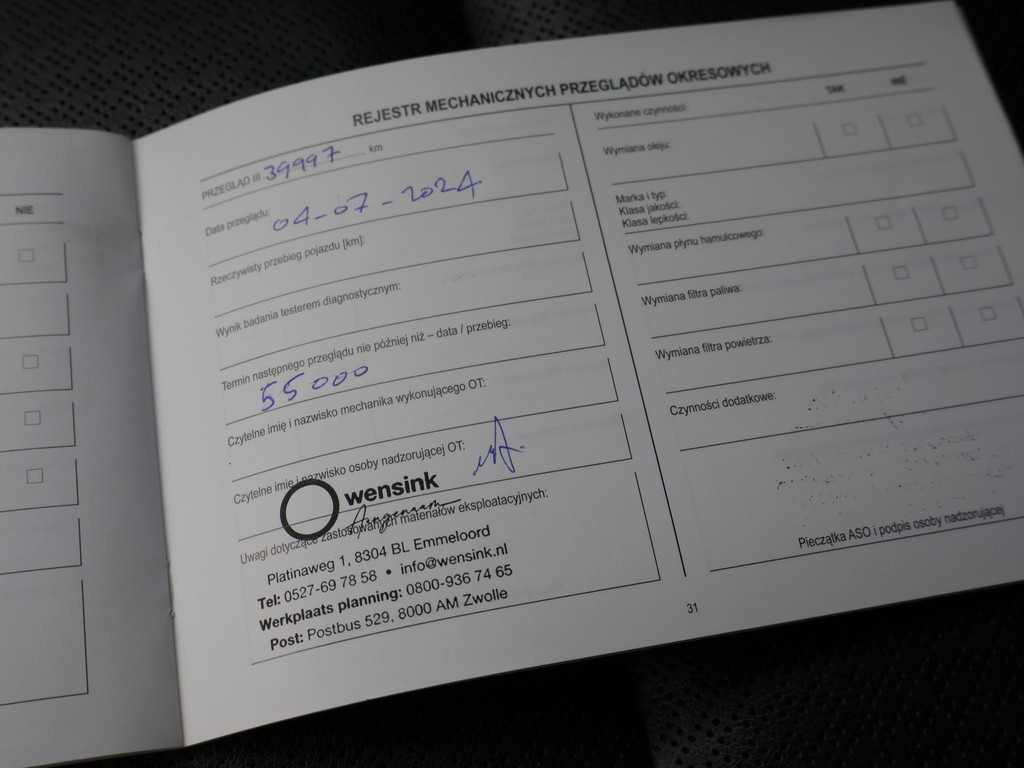 NIE
REJESTR MECHANICZNYCH PRZEGLĄDÓW OKRESOWYCH
PRZEGLĄD III 39997 km
Data przeglądu: 04-07-2024
Rzeczywisty przebieg pojazdu [km]:
Wynik badania testerem diagnostycznym:
Termin następnego przeglądu nie później niż – data / przebieg:
55000
Czytelne imię i nazwisko mechanika wykonującego OT:
Czytelne imię i nazwisko osoby nadzorującej OT:
wensink
Uwagi dotyczące zastosowanych materiałów eksploatacyjnych:
Platinaweg 1, 8304 BL Emmeloord
Tel: 0527-69 78 58 • info@wensink.nl
Werkplaats planning: 0800-936 74 65
Post: Postbus 529, 8000 AM Zwolle
Wykonane czynności: TAK NIE
Wymiana oleju:
Marka i typ:
Klasa jakości:
Klasa lepkości:
Wymiana płynu hamulcowego:
Wymiana filtra paliwa:
Wymiana filtra powietrza:
Czynności dodatkowe:
Pieczątka ASO i podpis osoby nadzorującej
31